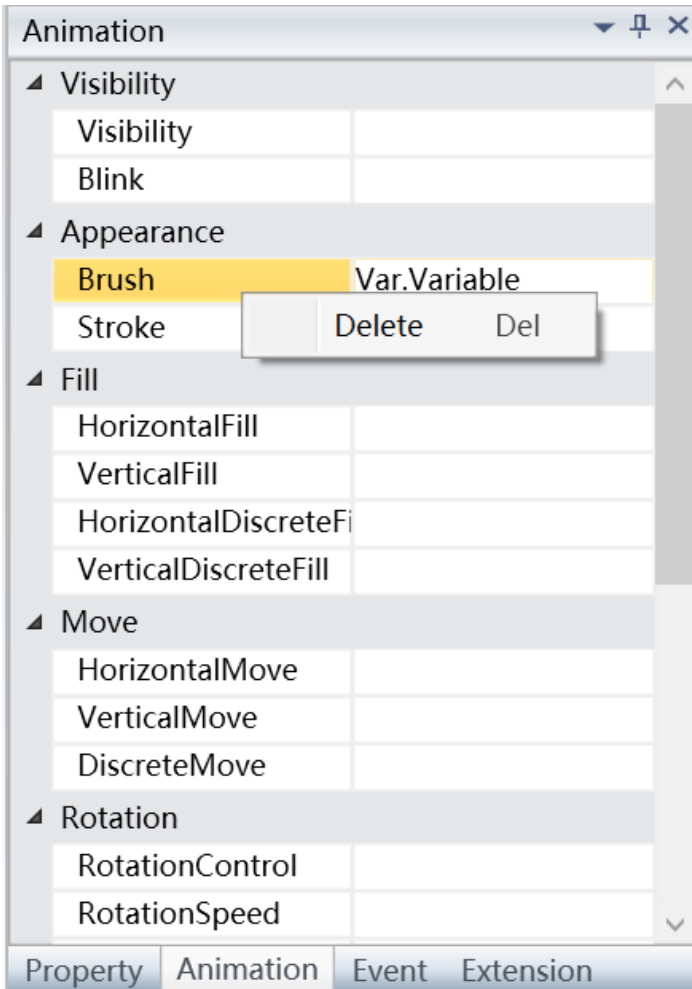 Animation
Visibility
Visibility
Blink
Appearance
Brush Var.Variable
Stroke Delete Del
Fill
HorizontalFill
VerticalFill
HorizontalDiscreteFi
VerticalDiscreteFill
Move
HorizontalMove
VerticalMove
DiscreteMove
Rotation
RotationControl
RotationSpeed
Property Animation Event Extension